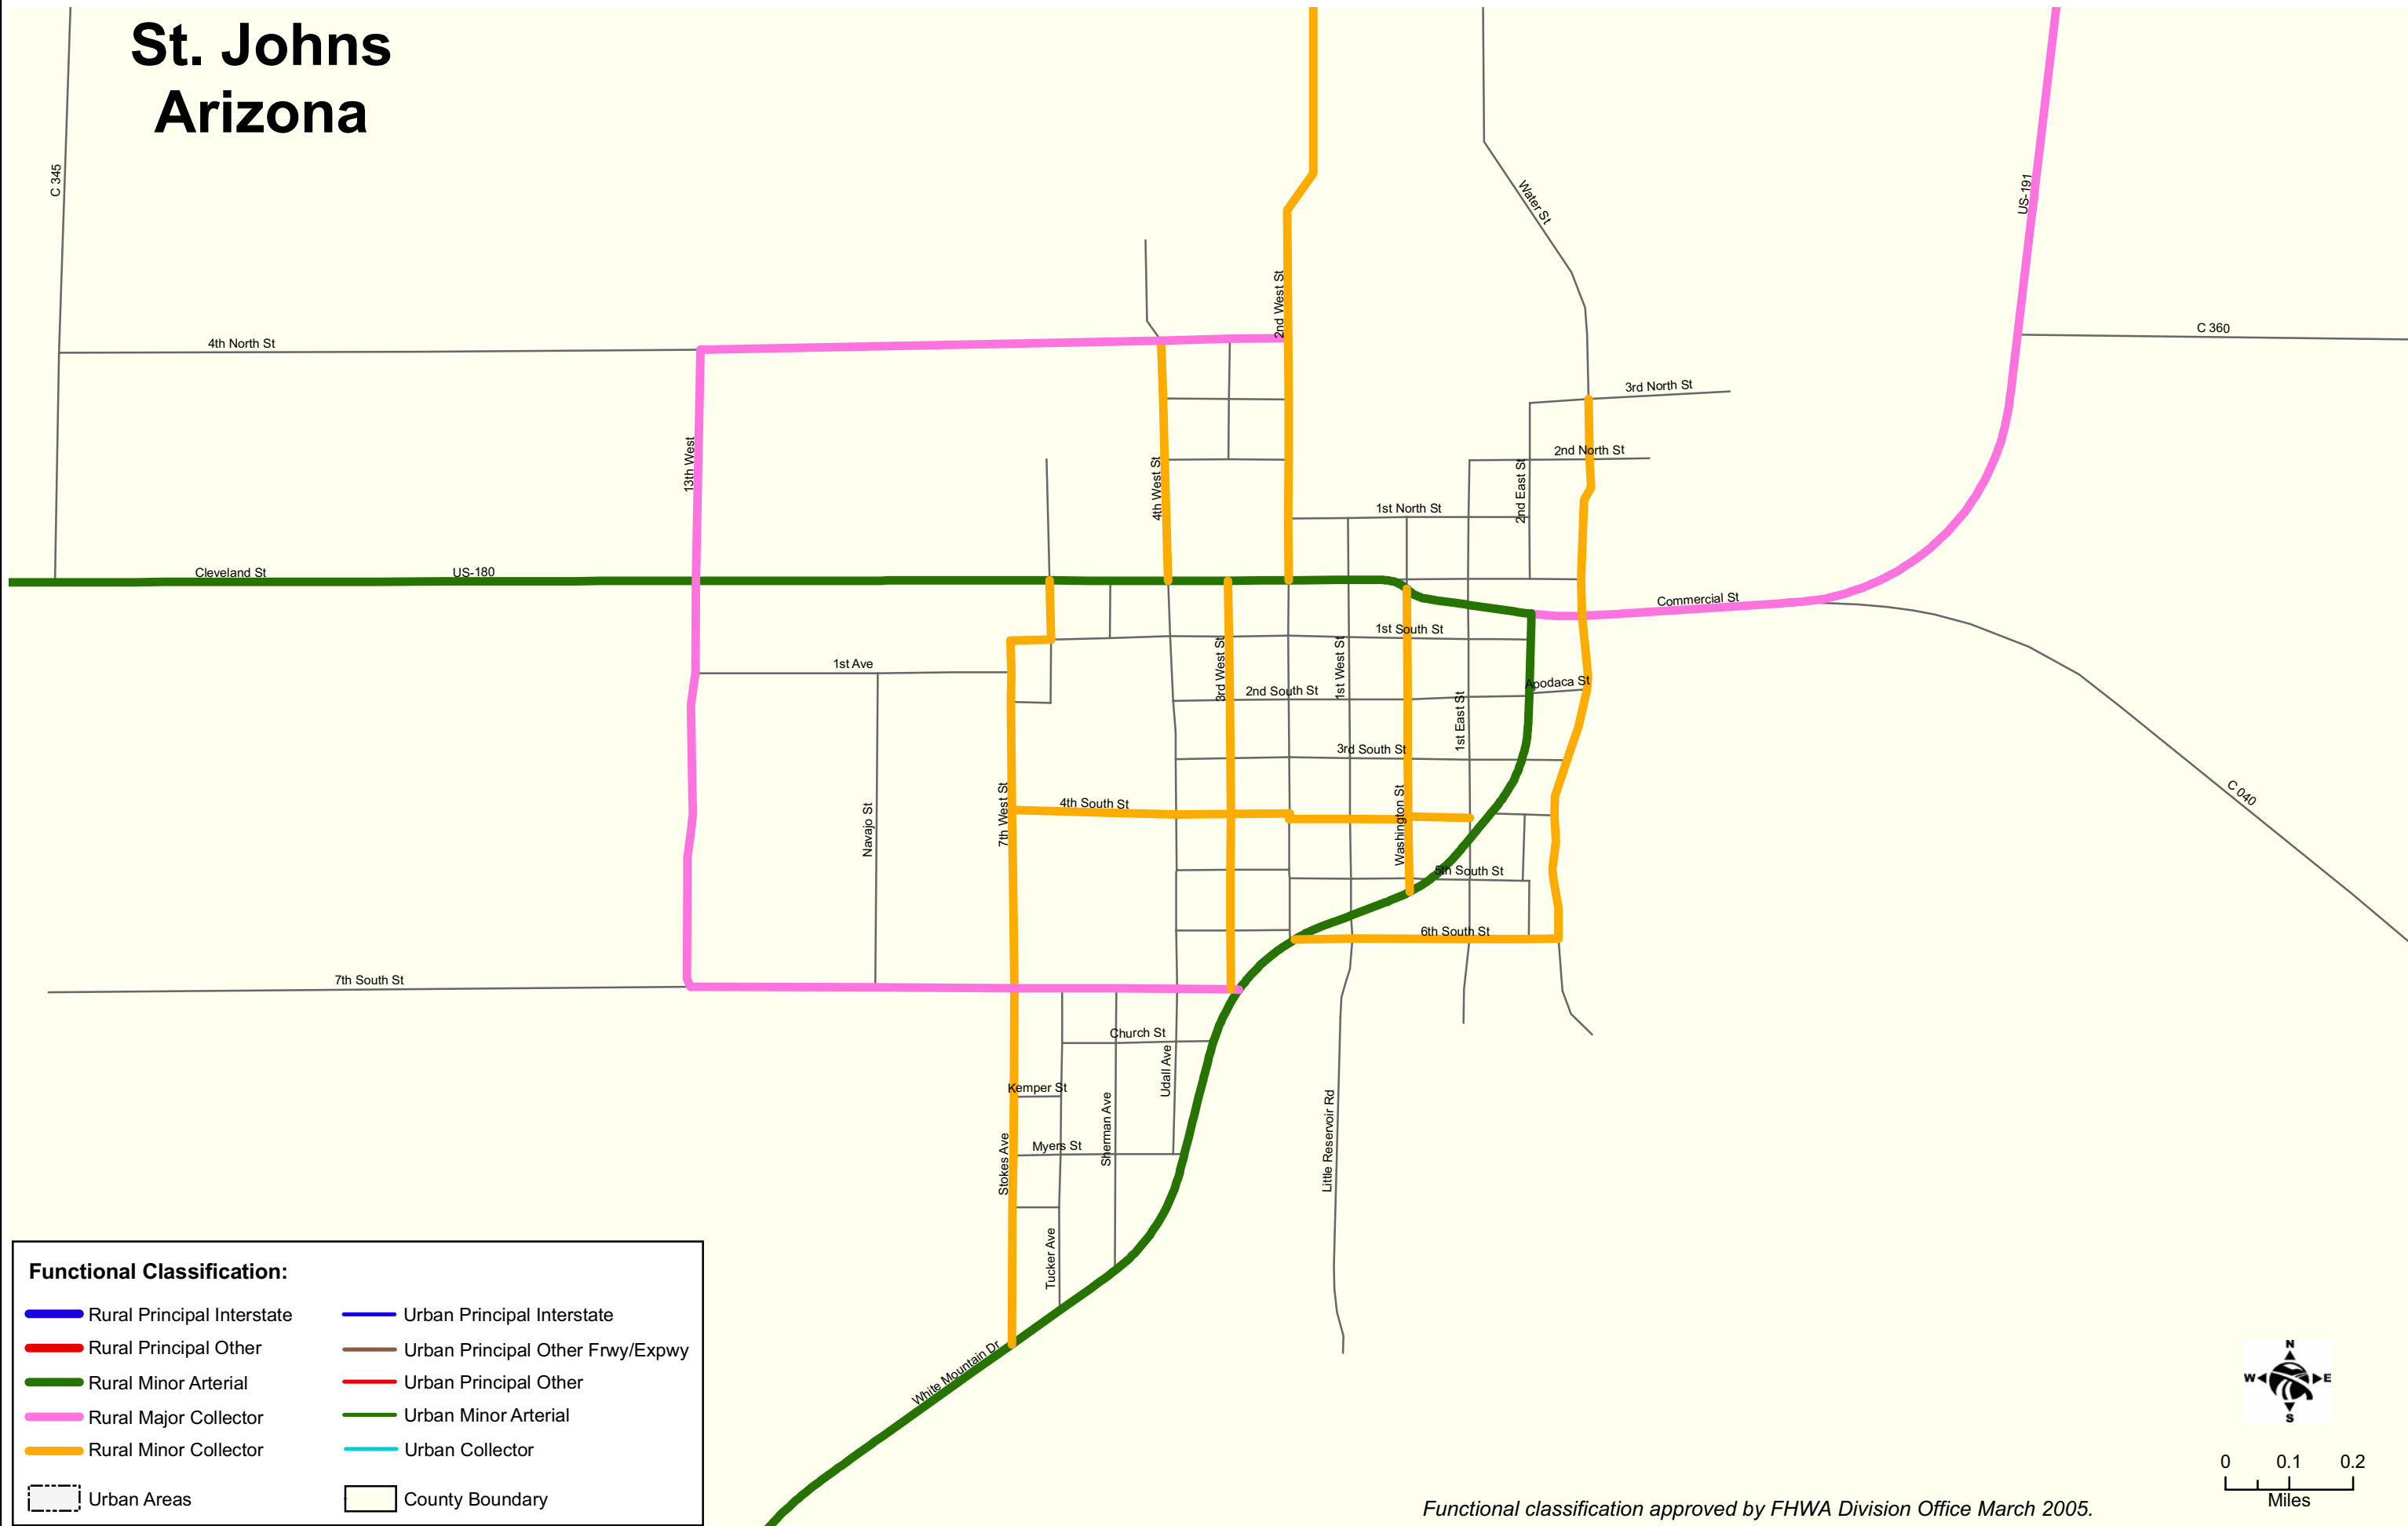 St. Johns
Arizona
C 345
US-191
Water St
2nd West St
C 360
4th North St
3rd North St
13th West
4th West St
2nd North St
2nd East St
1st North St
Cleveland St
US-180
Commercial St
1st South St
1st Ave
3rd West St
1st West St
2nd South St
Apodaca St
1st East St
3rd South St
C 040
7th West St
4th South St
Navajo St
Washington St
5th South St
6th South St
7th South St
Church St
Udall Ave
Kemper St
Sherman Ave
Little Reservoir Rd
Myers St
Stokes Ave
Tucker Ave
White Mountain Dr
Functional Classification:
Rural Principal Interstate
Urban Principal Interstate
Rural Principal Other
Urban Principal Other Frwy/Expwy
Rural Minor Arterial
Urban Principal Other
Rural Major Collector
Urban Minor Arterial
Rural Minor Collector
Urban Collector
Urban Areas
County Boundary
N
W E
S
0 0.1 0.2
Miles
Functional classification approved by FHWA Division Office March 2005.